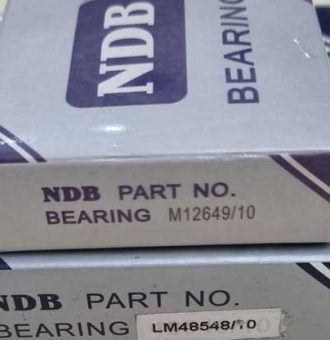 NDB
BEARING
NDB PART NO.
BEARING M12649/10
NDB PART NO.
BEARING LM48548/10